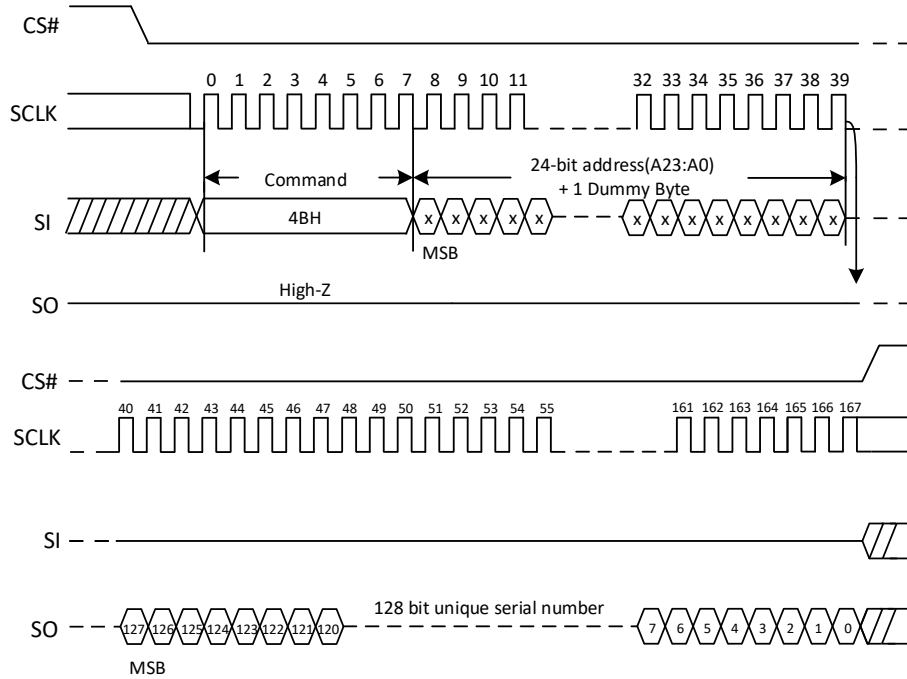 CS#
0 1 2 3 4 5 6 7 8 9 10 11 32 33 34 35 36 37 38 39
SCLK
24-bit address(A23:A0)
Command
+ 1 Dummy Byte
SI
4BH
x x x x x x x x x x x x x
MSB
High-Z
SO
CS#
40 41 42 43 44 45 46 47 48 49 50 51 52 53 54 55 161 162 163 164 165 166 167
SCLK
SI
128 bit unique serial number
SO
127 126 125 124 123 122 121 120 7 6 5 4 3 2 1 0
MSB